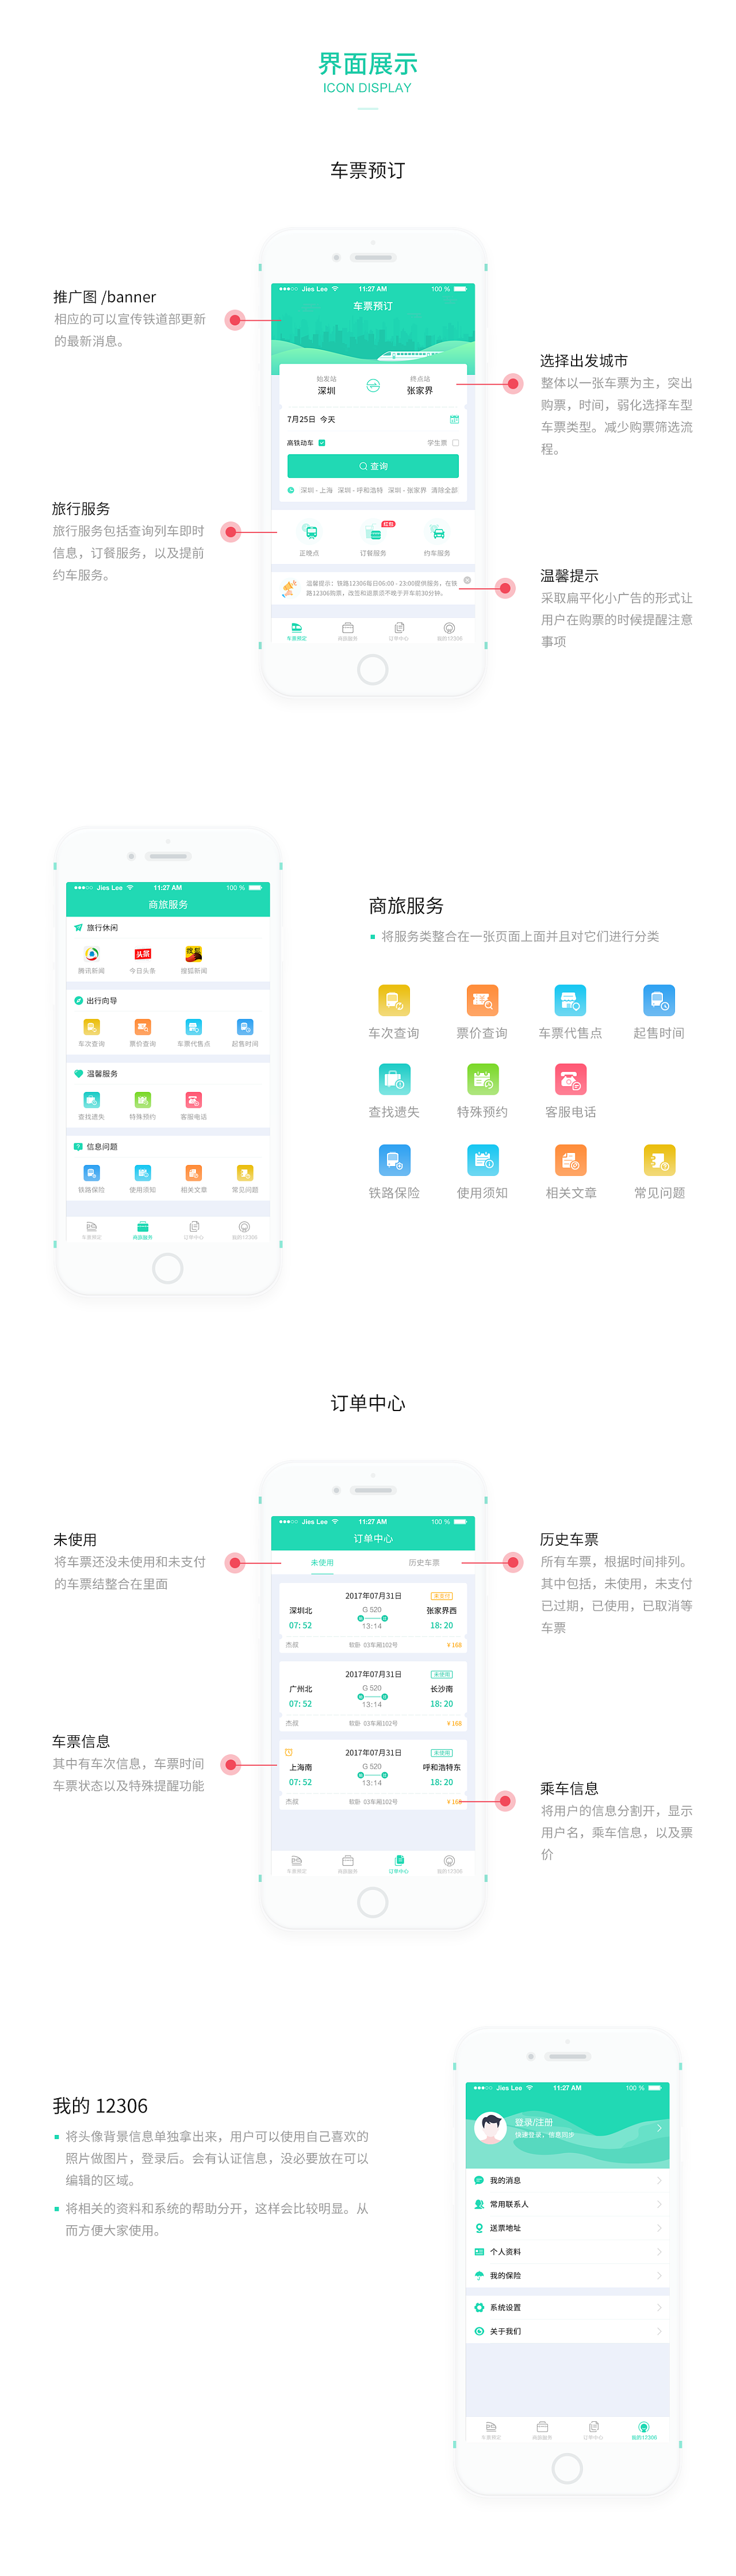 界面展示
ICON DISPLAY
车票预订
推广图 /banner
相应的可以宣传铁道部更新
的最新消息。
旅行服务
旅行服务包括查询列车即时
信息，订餐服务，以及提前
约车服务。
Jies Lee 11:27 AM 100 %
车票预订
始发站 终点站
深圳 张家界
7月25日 今天
高铁动车 学生票
查询
深圳 - 上海 深圳 - 呼和浩特 深圳 - 张家界 清除全部
正晚点 订餐服务 约车服务
温馨提示：铁路12306每日06:00 - 23:00提供服务，在铁
路12306购票，改签和退票须不晚于开车前30分钟。
车票预定 商旅服务 订单中心 我的12306
选择出发城市
整体以一张车票为主，突出
购票，时间，弱化选择车型
车票类型。减少购票筛选流
程。
温馨提示
采取扁平化小广告的形式让
用户在购票的时候提醒注意
事项
Jies Lee 11:27 AM 100 %
商旅服务
旅行休闲
头条
搜狐
腾讯新闻 今日头条 搜狐新闻
出行向导
车次查询 票价查询 车票代售点 起售时间
温馨服务
查找遗失 特殊预约 客服电话
信息问题
铁路保险 使用须知 相关文章 常见问题
车票预定 商旅服务 订单中心 我的12306
商旅服务
将服务类整合在一张页面上面并且对它们进行分类
车次查询 票价查询 车票代售点 起售时间
查找遗失 特殊预约 客服电话
铁路保险 使用须知 相关文章 常见问题
订单中心
未使用
将车票还没未使用和未支付
的车票结整合在里面
车票信息
其中有车次信息，车票时间
车票状态以及特殊提醒功能
Jies Lee 11:27 AM 100 %
订单中心
未使用 历史车票
2017年07月31日 未支付
深圳北 G 520 张家界西
07: 52 13:14 18: 20
杰叔 软卧 03车厢102号 ¥ 168
2017年07月31日 未使用
广州北 G 520 长沙南
07: 52 13:14 18: 20
杰叔 软卧 03车厢102号 ¥ 168
2017年07月31日 未使用
上海南 G 520 呼和浩特东
07: 52 13:14 18: 20
杰叔 软卧 03车厢102号 ¥ 168
车票预定 商旅服务 订单中心 我的12306
历史车票
所有车票，根据时间排列。
其中包括，未使用，未支付
已过期，已使用，已取消等
车票
乘车信息
将用户的信息分割开，显示
用户名，乘车信息，以及票
价
我的 12306
将头像背景信息单独拿出来，用户可以使用自己喜欢的
照片做图片，登录后。会有认证信息，没必要放在可以
编辑的区域。
将相关的资料和系统的帮助分开，这样会比较明显。从
而方便大家使用。
Jies Lee 11:27 AM 100 %
登录/注册
快速登录，信息同步
我的消息
常用联系人
送票地址
个人资料
我的保险
系统设置
关于我们
车票预定 商旅服务 订单中心 我的12306